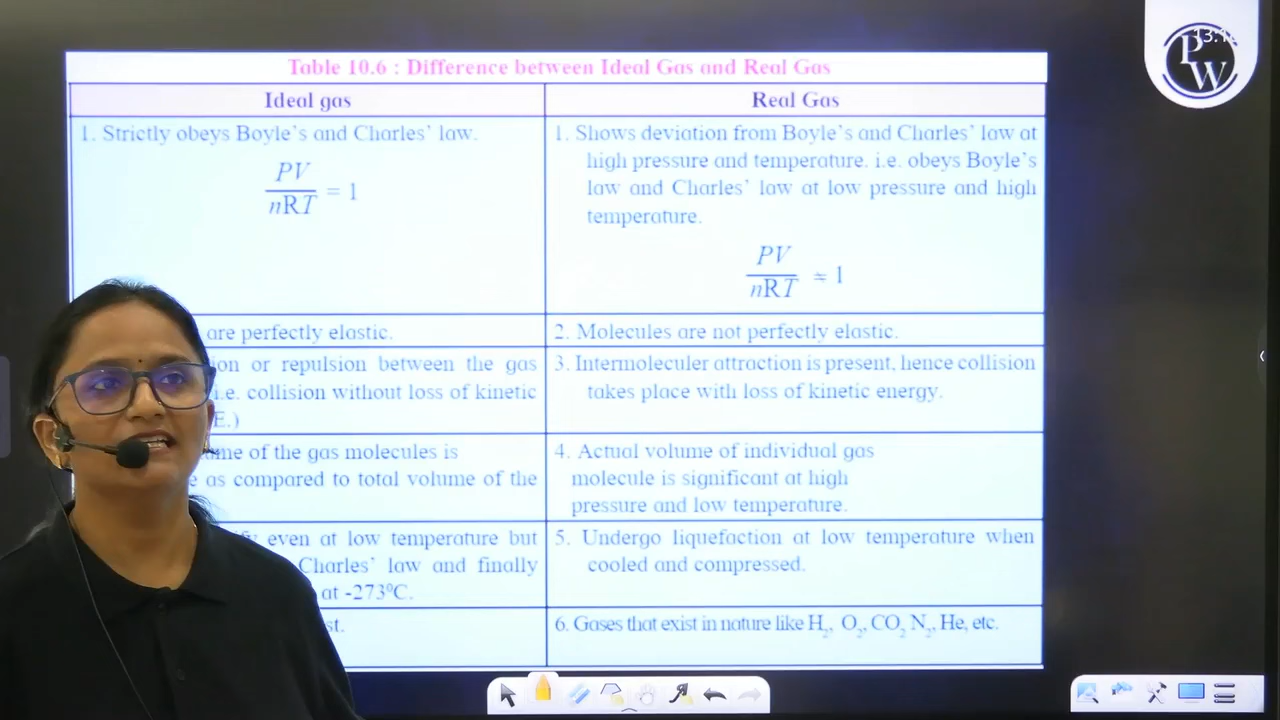 Table 10.6 : Difference between Ideal Gas and Real Gas
Ideal gas
Real Gas
1. Strictly obeys Boyle's and Charles' law.
PV
nRT
= 1
1. Shows deviation from Boyle's and Charles' law at
high pressure and temperature. i.e. obeys Boyle's
law and Charles' law at low pressure and high
temperature.
PV
nRT
≠ 1
are perfectly elastic.
2. Molecules are not perfectly elastic.
or repulsion between the gas
i.e. collision without loss of kinetic
E.)
3. Intermoleculer attraction is present, hence collision
takes place with loss of kinetic energy.
of the gas molecules is
as compared to total volume of the
4. Actual volume of individual gas
molecule is significant at high
pressure and low temperature.
even at low temperature but
Charles' law and finally
at -273⁰C.
5. Undergo liquefaction at low temperature when
cooled and compressed.
6. Gases that exist in nature like H₂, O₂, CO₂ N₂, He, etc.
PW